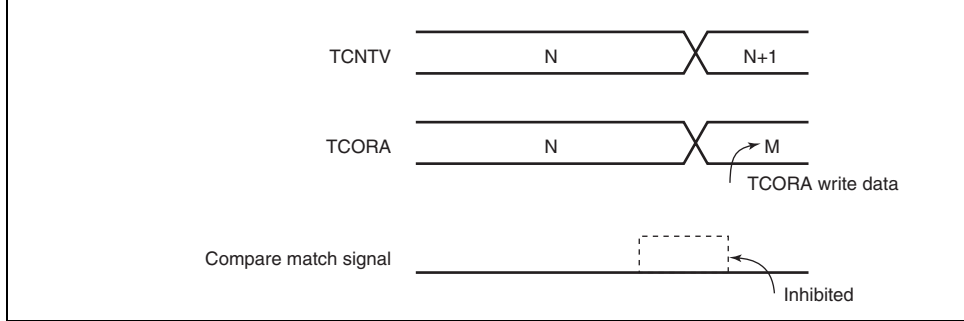 TCNTV N N+1
TCORA N M
TCORA write data
Compare match signal
Inhibited